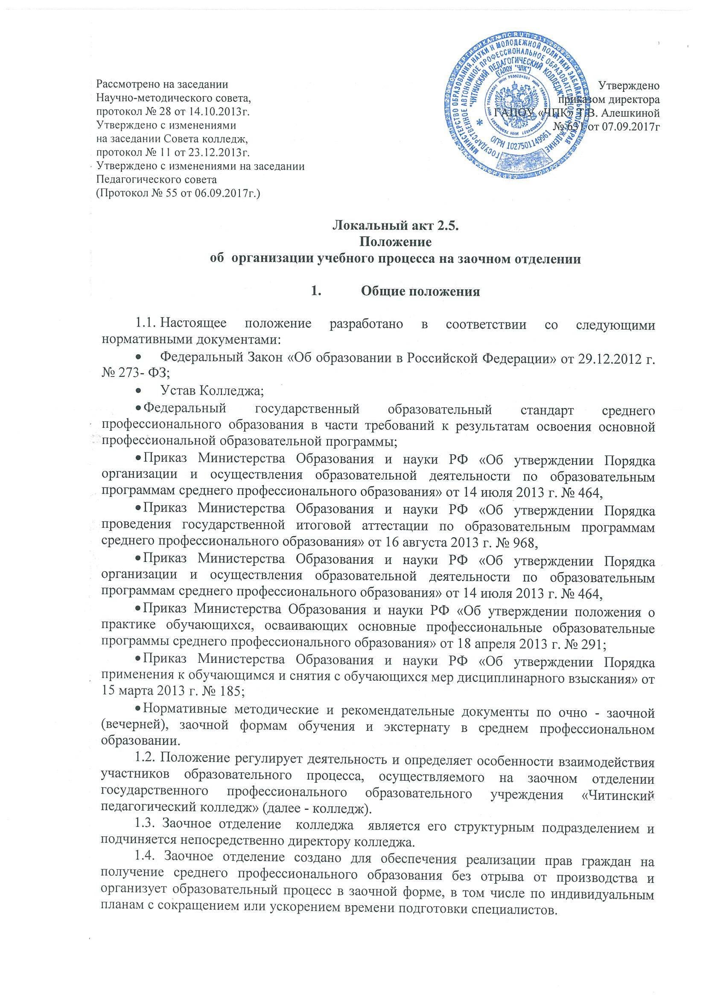 Рассмотрено на заседании
Научно-методического совета,
протокол № 28 от 14.10.2013г.
Утверждено с изменениями
на заседании Совета колледж,
протокол № 11 от 23.12.2013г.
Утверждено с изменениями на заседании
Педагогического совета
(Протокол № 55 от 06.09.2017г.)
Утверждено
приказом директора
ГАПОУ «ЧПК» Т.В. Алешкиной
№ 631 от 07.09.2017г
МИНИСТЕРСТВО ОБРАЗОВАНИЯ, НАУКИ И МОЛОДЕЖНОЙ ПОЛИТИКИ ЗАБАЙКАЛЬСКОГО КРАЯ
ГОСУДАРСТВЕННОЕ АВТОНОМНОЕ ПРОФЕССИОНАЛЬНОЕ ОБРАЗОВАТЕЛЬНОЕ УЧРЕЖДЕНИЕ
"ЧИТИНСКИЙ ПЕДАГОГИЧЕСКИЙ КОЛЛЕДЖ"
(ГАПОУ "ЧПК")
ИНН 7536024561
ОГРН 1027501149961
Локальный акт 2.5.
Положение
об организации учебного процесса на заочном отделении
1. Общие положения
1.1. Настоящее положение разработано в соответствии со следующими
нормативными документами:
• Федеральный Закон «Об образовании в Российской Федерации» от 29.12.2012 г.
№ 273- ФЗ;
• Устав Колледжа;
• Федеральный государственный образовательный стандарт среднего
профессионального образования в части требований к результатам освоения основной
профессиональной образовательной программы;
• Приказ Министерства Образования и науки РФ «Об утверждении Порядка
организации и осуществления образовательной деятельности по образовательным
программам среднего профессионального образования» от 14 июля 2013 г. № 464,
• Приказ Министерства Образования и науки РФ «Об утверждении Порядка
проведения государственной итоговой аттестации по образовательным программам
среднего профессионального образования» от 16 августа 2013 г. № 968,
• Приказ Министерства Образования и науки РФ «Об утверждении Порядка
организации и осуществления образовательной деятельности по образовательным
программам среднего профессионального образования» от 14 июля 2013 г. № 464,
• Приказ Министерства Образования и науки РФ «Об утверждении положения о
практике обучающихся, осваивающих основные профессиональные образовательные
программы среднего профессионального образования» от 18 апреля 2013 г. № 291;
• Приказ Министерства Образования и науки РФ «Об утверждении Порядка
применения к обучающимся и снятия с обучающихся мер дисциплинарного взыскания» от
15 марта 2013 г. № 185;
• Нормативные методические и рекомендательные документы по очно - заочной
(вечерней), заочной формам обучения и экстернату в среднем профессиональном
образовании.
1.2. Положение регулирует деятельность и определяет особенности взаимодействия
участников образовательного процесса, осуществляемого на заочном отделении
государственного профессионального образовательного учреждения «Читинский
педагогический колледж» (далее - колледж).
1.3. Заочное отделение колледжа является его структурным подразделением и
подчиняется непосредственно директору колледжа.
1.4. Заочное отделение создано для обеспечения реализации прав граждан на
получение среднего профессионального образования без отрыва от производства и
организует образовательный процесс в заочной форме, в том числе по индивидуальным
планам с сокращением или ускорением времени подготовки специалистов.